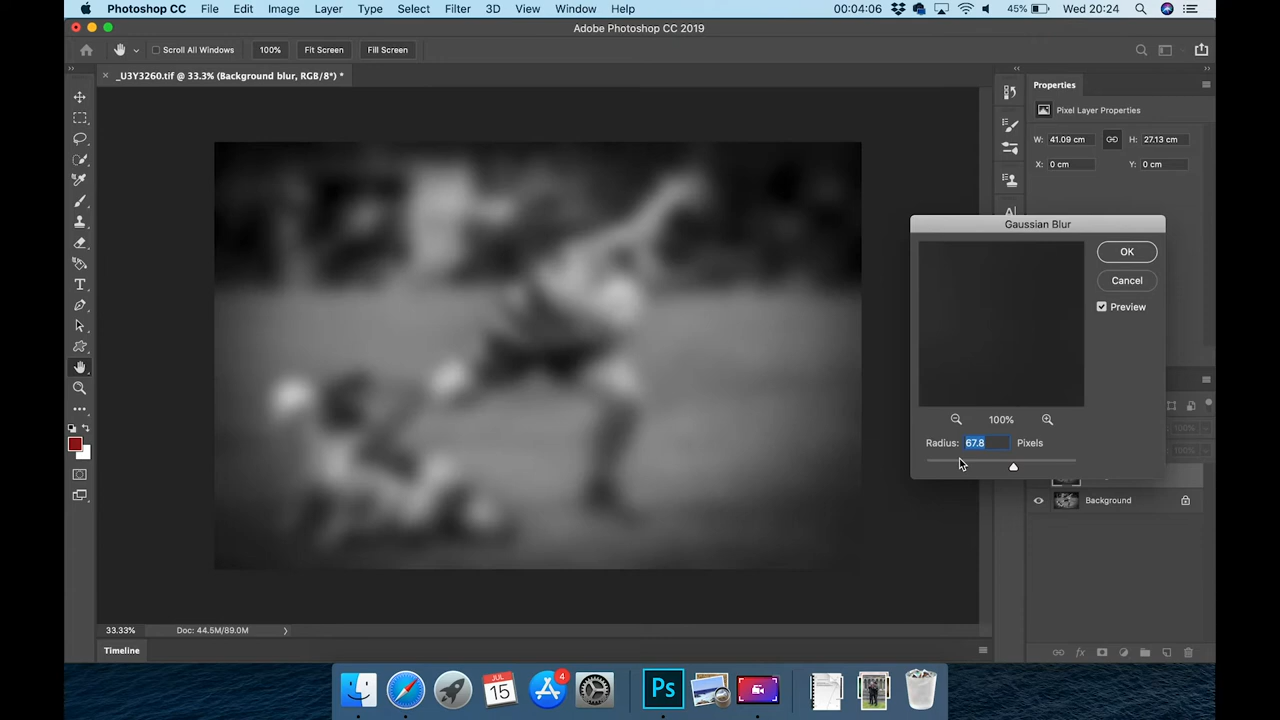 Photoshop CC File Edit Image Layer Type Select Filter 3D View Window Help 00:04:06 45% Wed 20:24
Adobe Photoshop CC 2019
Scroll All Windows 100% Fit Screen Fill Screen
_U3Y3260.tif @ 33.3% (Background blur, RGB/8*) *
Properties
Pixel Layer Properties
W: 41.09 cm H: 27.13 cm
X: 0 cm Y: 0 cm
Gaussian Blur
OK
Cancel
Preview
100%
Radius: 67.8 Pixels
Background
33.33% Doc: 44.5M/89.0M
Timeline
JUL
15
4
Ps